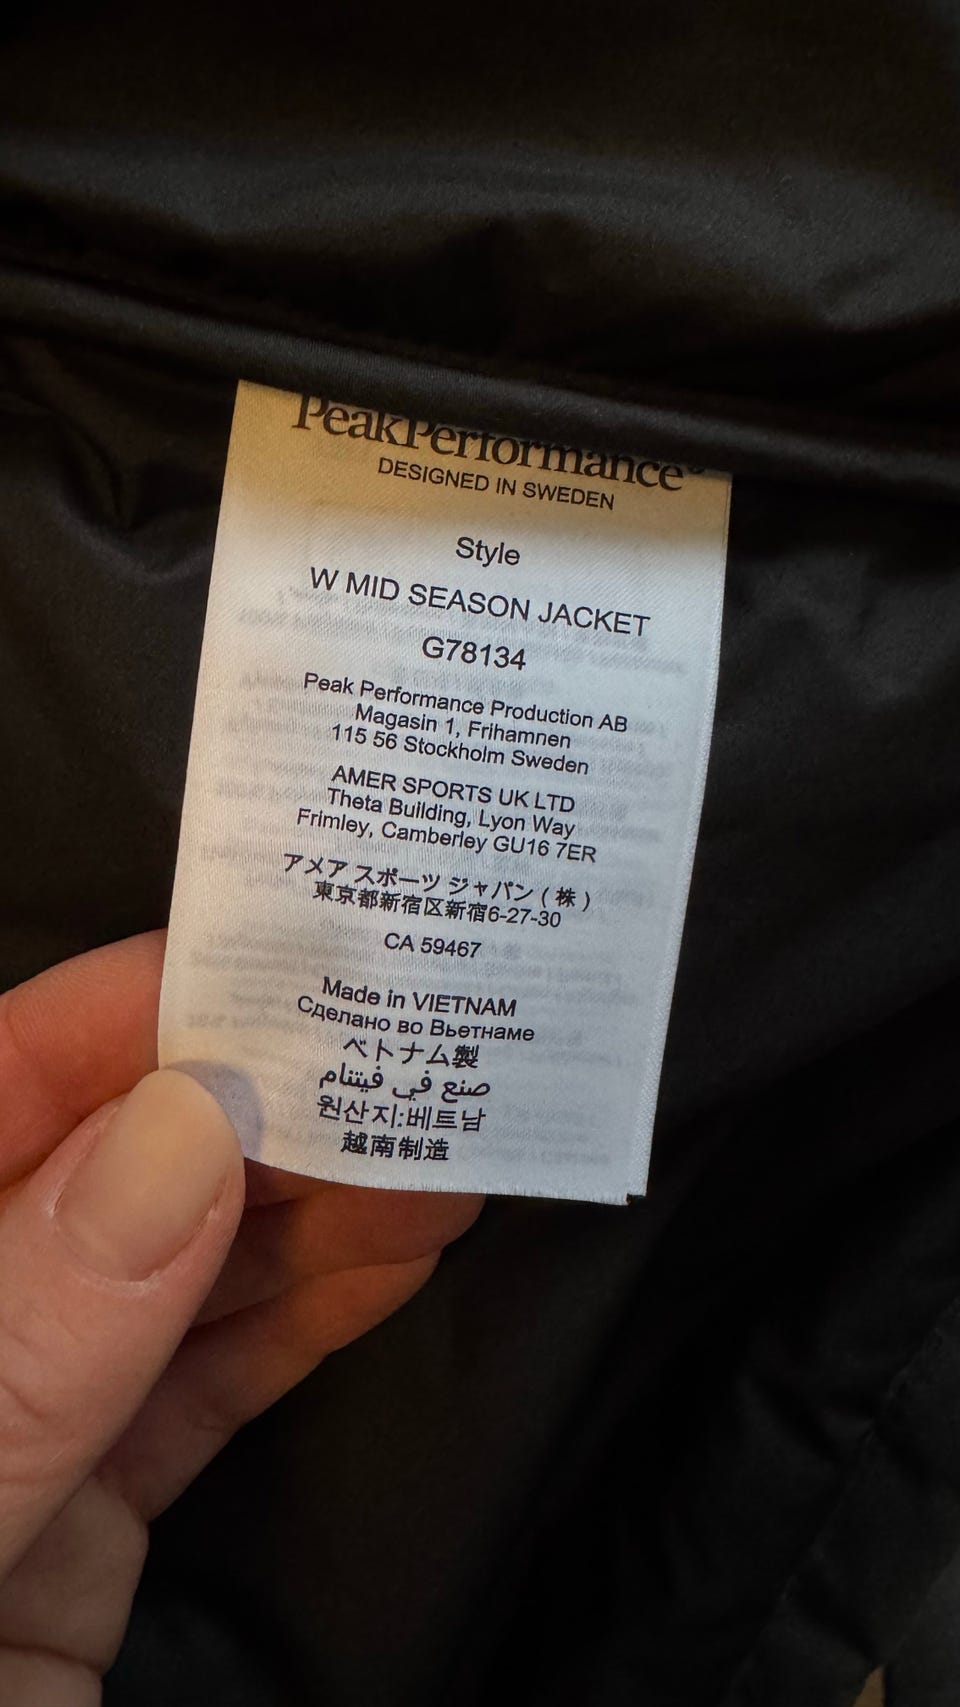 PeakPerformance®
DESIGNED IN SWEDEN
Style
W MID SEASON JACKET
G78134
Peak Performance Production AB
Magasin 1, Frihamnen
115 56 Stockholm Sweden
AMER SPORTS UK LTD
Theta Building, Lyon Way
Frimley, Camberley GU16 7ER
アメア スポーツ ジャパン ( 株 )
東京都新宿区新宿6-27-30
CA 59467
Made in VIETNAM
Сделано во Вьетнаме
ベトナム製
صنع في فيتنام
원산지:베트남
越南制造